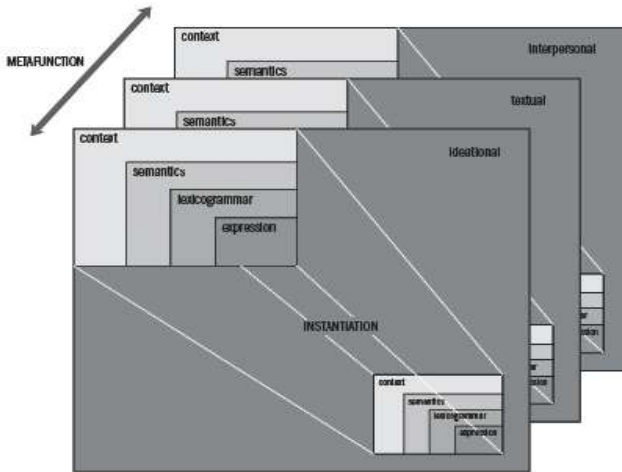 METAFUNCTION
context
interpersonal
semantics
context
textual
semantics
context
ideational
semantics
lexicogrammar
expression
INSTANTIATION
context
semantics
lexicogrammar
expression